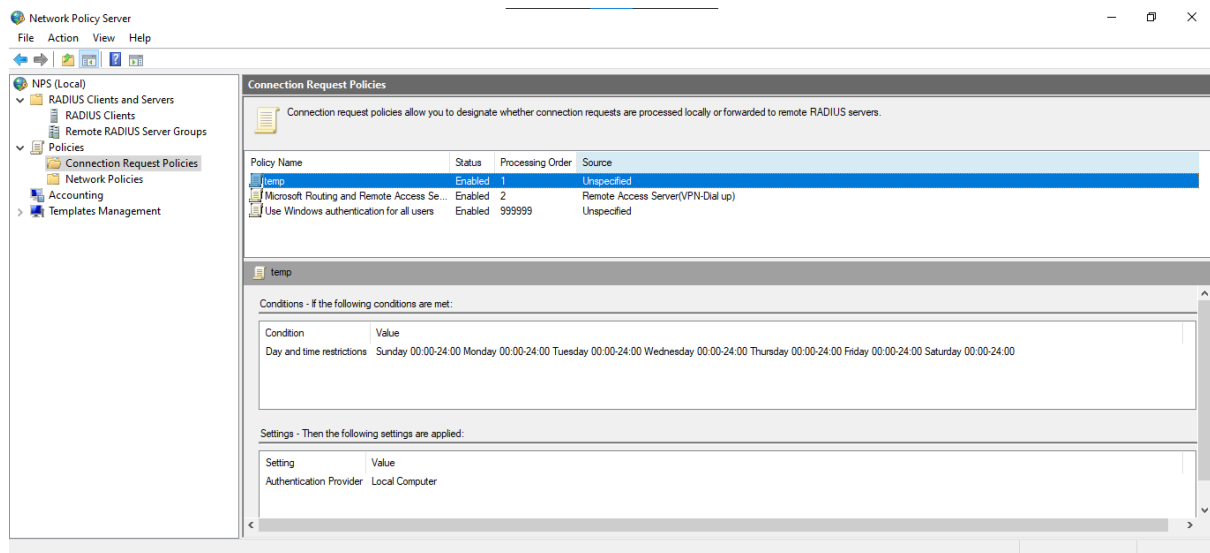 Network Policy Server
File Action View Help
NPS (Local)
RADIUS Clients and Servers
RADIUS Clients
Remote RADIUS Server Groups
Policies
Connection Request Policies
Network Policies
Accounting
Templates Management
Connection Request Policies
Connection request policies allow you to designate whether connection requests are processed locally or forwarded to remote RADIUS servers.
Policy Name Status Processing Order Source
temp Enabled 1 Unspecified
Microsoft Routing and Remote Access Se... Enabled 2 Remote Access Server(VPN-Dial up)
Use Windows authentication for all users Enabled 999999 Unspecified
temp
Conditions - If the following conditions are met:
Condition Value
Day and time restrictions Sunday 00:00-24:00 Monday 00:00-24:00 Tuesday 00:00-24:00 Wednesday 00:00-24:00 Thursday 00:00-24:00 Friday 00:00-24:00 Saturday 00:00-24:00
Settings - Then the following settings are applied:
Setting Value
Authentication Provider Local Computer